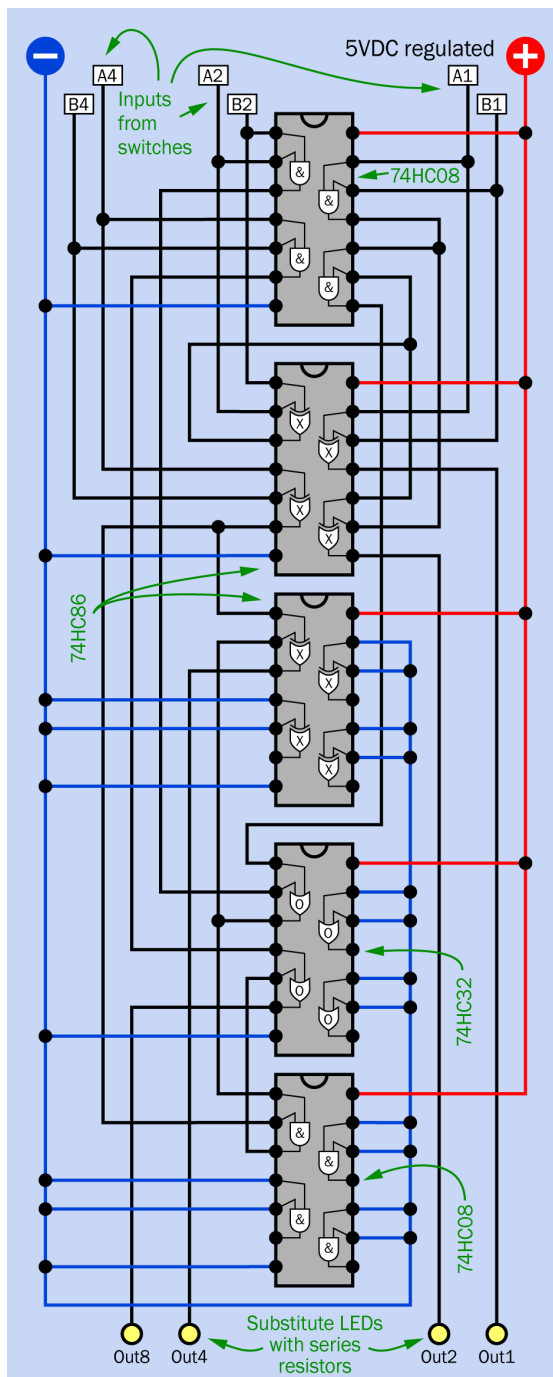 −
5VDC regulated
+
A4
A2
A1
B4
Inputs
from
switches
B2
B1
&
74HC08
&
&
&
X
X
X
X
74HC86
X
X
X
X
O
O
O
O
74HC32
&
&
&
&
74HC08
Substitute LEDs
with series
resistors
Out8
Out4
Out2
Out1